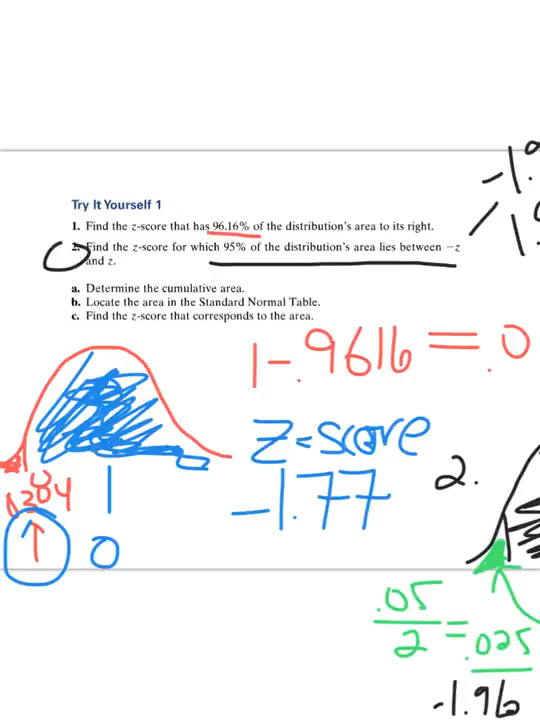 -1.9
Try It Yourself 1
1. Find the z-score that has 96.16% of the distribution's area to its right.
2. Find the z-score for which 95% of the distribution's area lies between −z
and z.
a. Determine the cumulative area.
b. Locate the area in the Standard Normal Table.
c. Find the z-score that corresponds to the area.
1-.9616 = .0
z-score
-1.77
0
2.
.05
2
= .025
-1.96